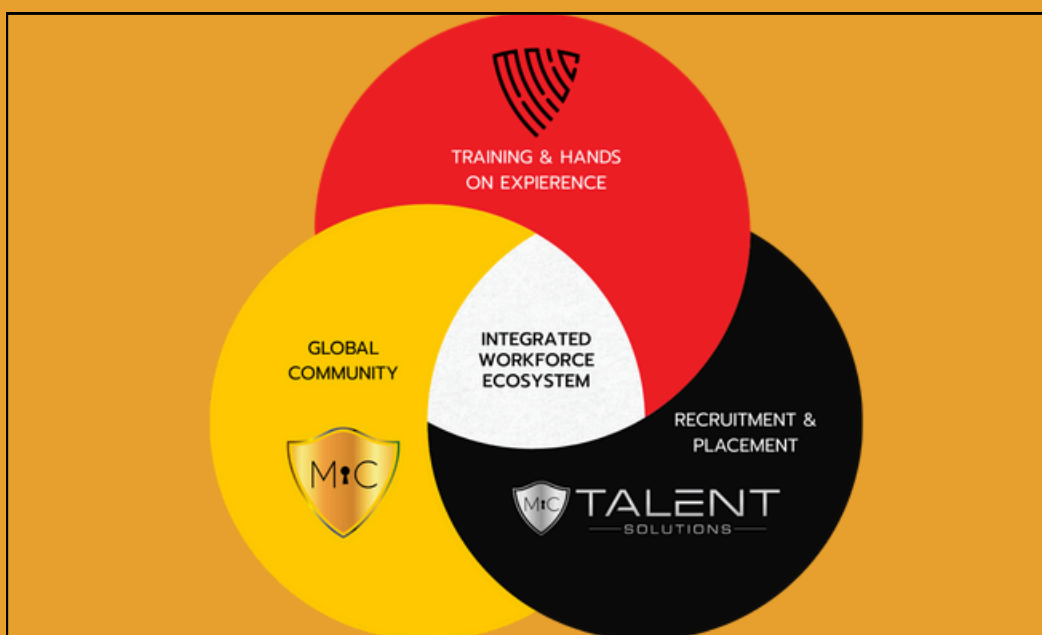 TRAINING & HANDS
ON EXPIERENCE
GLOBAL
COMMUNITY
INTEGRATED
WORKFORCE
ECOSYSTEM
RECRUITMENT &
PLACEMENT
MC
MC TALENT
SOLUTIONS